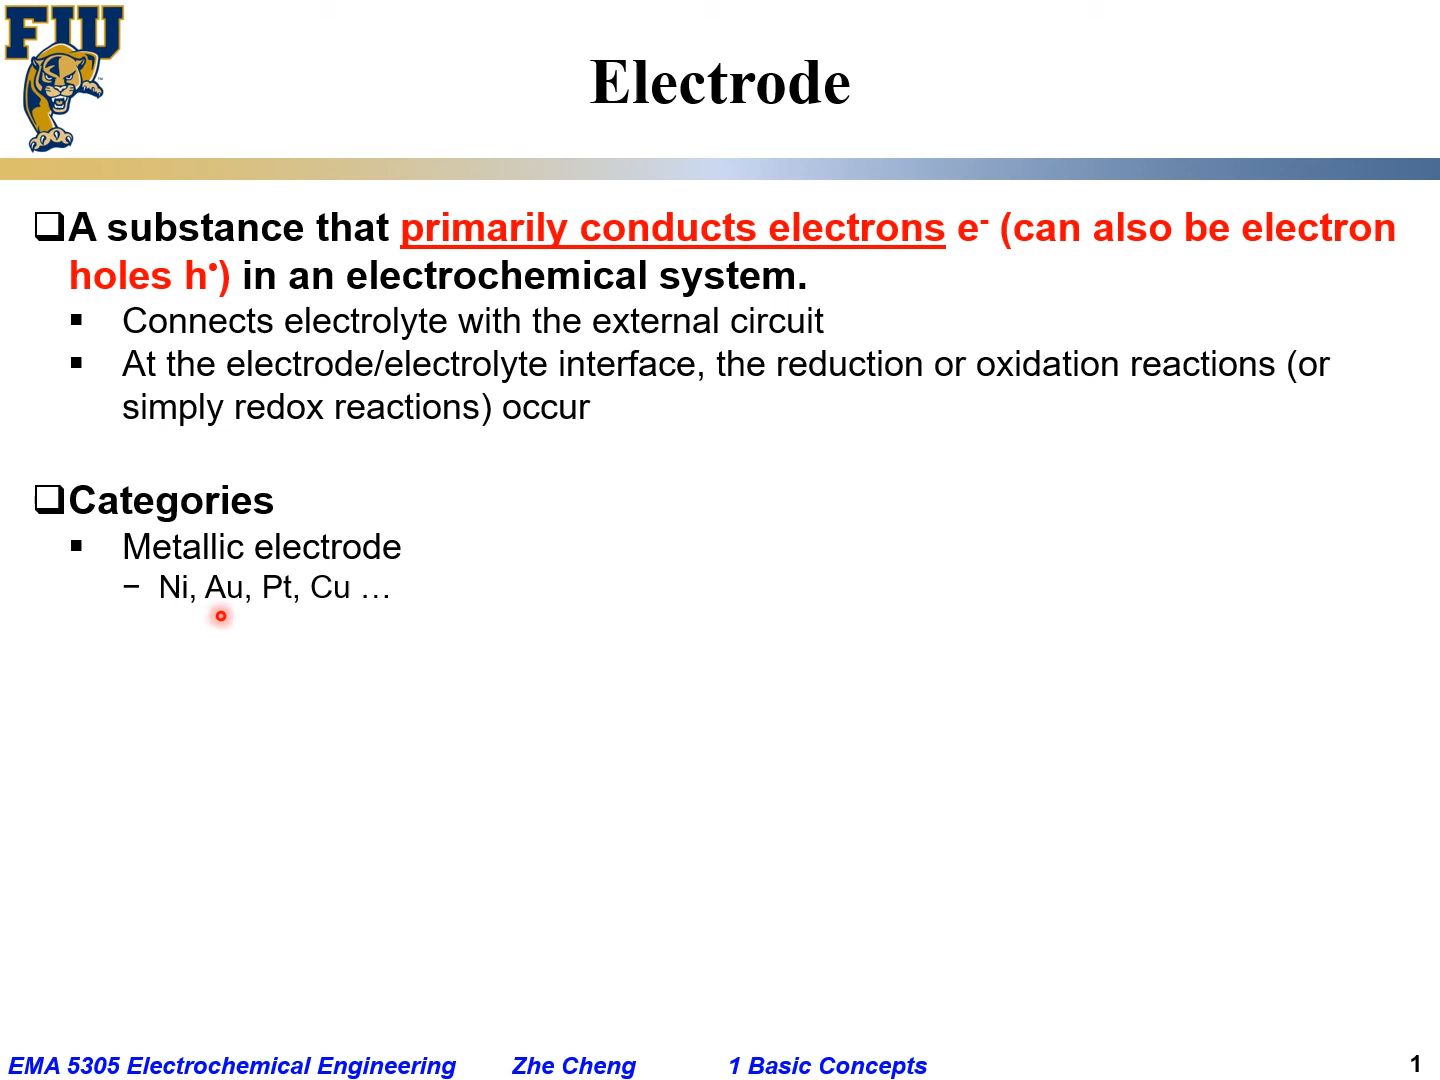 FIU
Electrode
❑A substance that primarily conducts electrons e⁻ (can also be electron
holes h•) in an electrochemical system.
▪ Connects electrolyte with the external circuit
▪ At the electrode/electrolyte interface, the reduction or oxidation reactions (or
simply redox reactions) occur
❑Categories
▪ Metallic electrode
− Ni, Au, Pt, Cu …
EMA 5305 Electrochemical Engineering Zhe Cheng 1 Basic Concepts 1